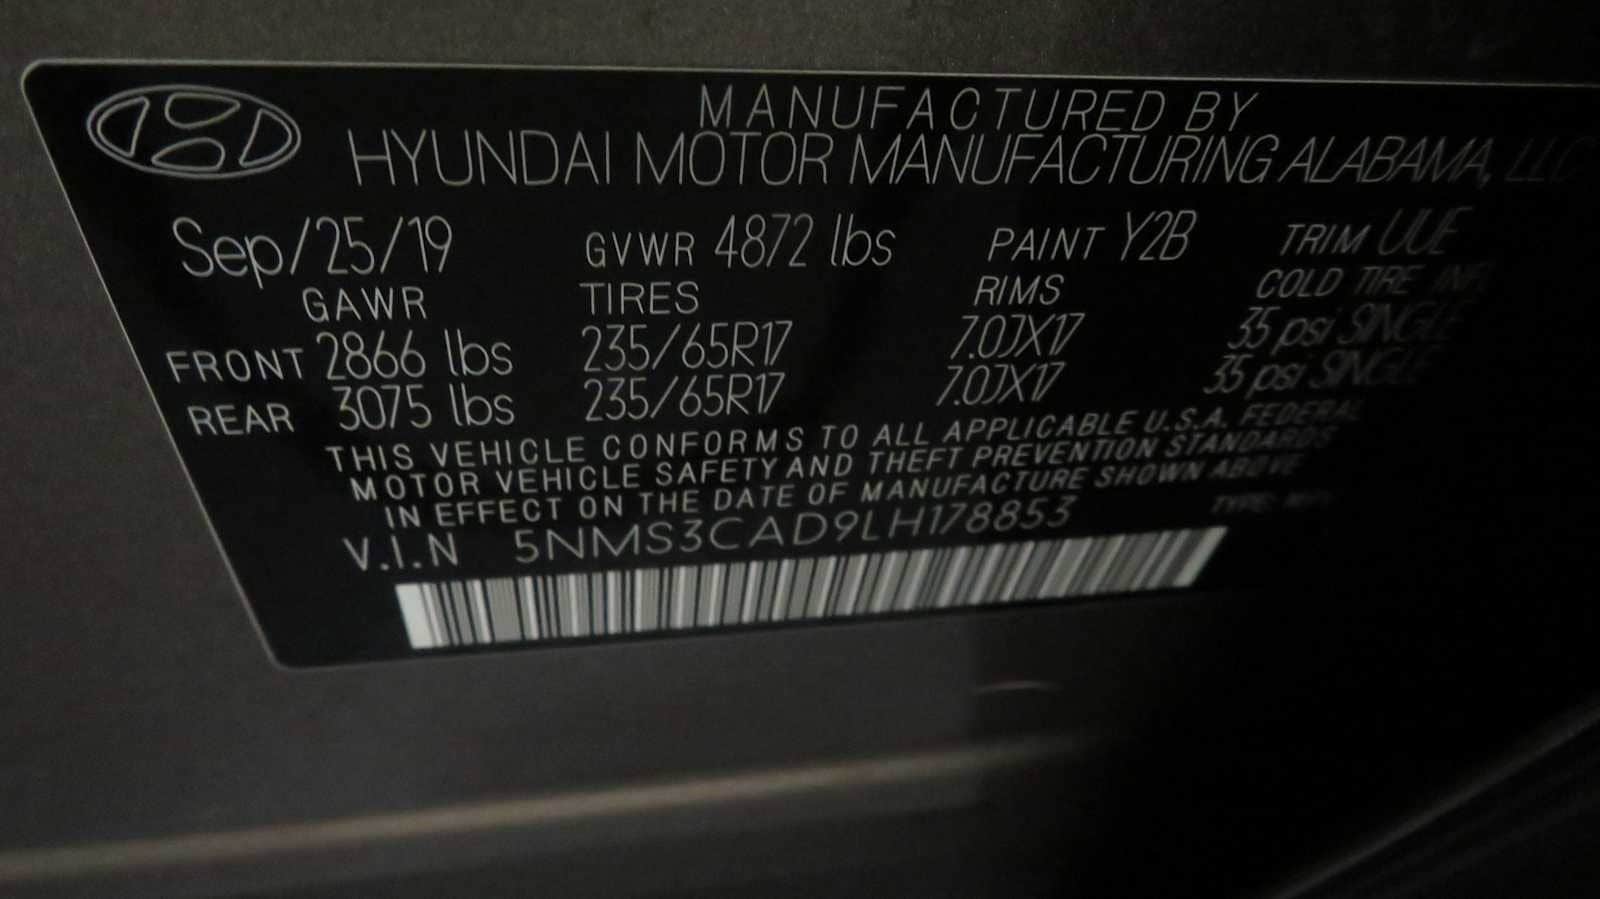 MANUFACTURED BY
HYUNDAI MOTOR MANUFACTURING ALABAMA, LLC
Sep/25/19 GVWR 4872 lbs PAINT Y2B TRIM UUE
GAWR TIRES RIMS COLD TIRE INFL
FRONT 2866 lbs 235/65R17 7.0JX17 35 psi SINGLE
REAR 3075 lbs 235/65R17 7.0JX17 35 psi SINGLE
THIS VEHICLE CONFORMS TO ALL APPLICABLE U.S.A. FEDERAL
MOTOR VEHICLE SAFETY AND THEFT PREVENTION STANDARDS
IN EFFECT ON THE DATE OF MANUFACTURE SHOWN ABOVE
V.I.N 5NMS3CAD9LH178853 TYPE: